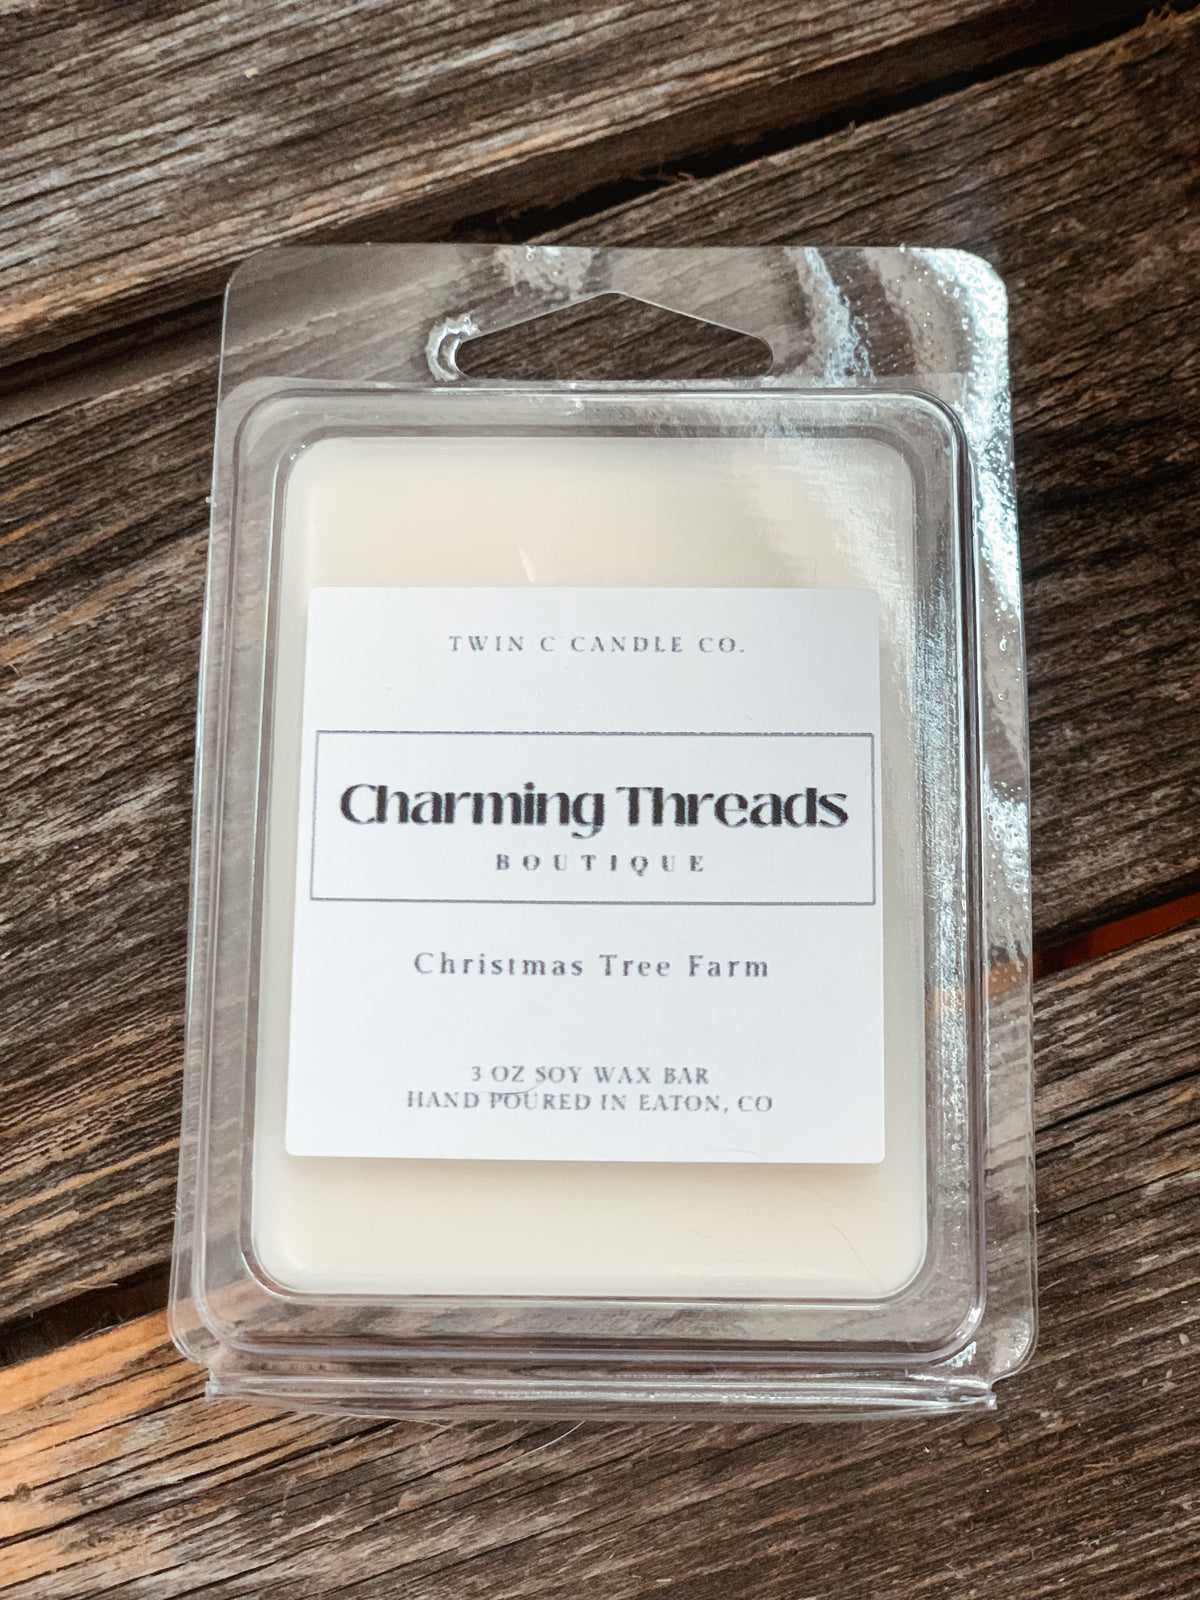 TWIN C CANDLE CO.
Charming Threads
BOUTIQUE
Christmas Tree Farm
3 OZ SOY WAX BAR
HAND POURED IN EATON, CO